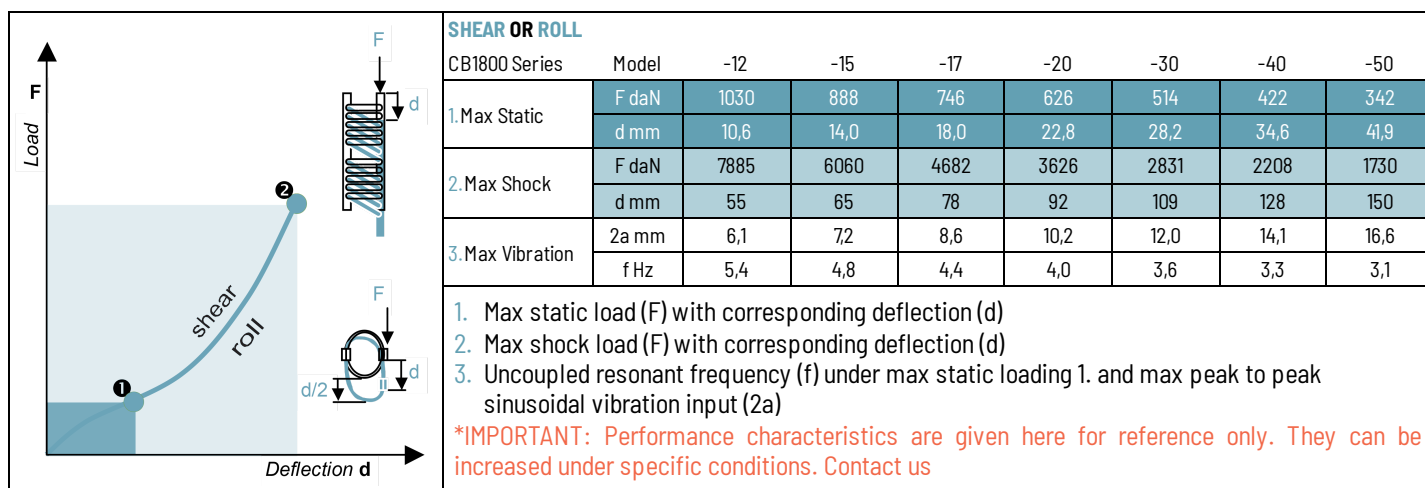 F
Load
❷
shear
roll
❶
Deflection d
F
d
F
d
d/2
SHEAR OR ROLL
CB1800 Series Model -12 -15 -17 -20 -30 -40 -50
1.Max Static F daN 1030 888 746 626 514 422 342
d mm 10,6 14,0 18,0 22,8 28,2 34,6 41,9
2.Max Shock F daN 7885 6060 4682 3626 2831 2208 1730
d mm 55 65 78 92 109 128 150
3.Max Vibration 2a mm 6,1 7,2 8,6 10,2 12,0 14,1 16,6
f Hz 5,4 4,8 4,4 4,0 3,6 3,3 3,1
1. Max static load (F) with corresponding deflection (d)
2. Max shock load (F) with corresponding deflection (d)
3. Uncoupled resonant frequency (f) under max static loading 1. and max peak to peak
sinusoidal vibration input (2a)
*IMPORTANT: Performance characteristics are given here for reference only. They can be
increased under specific conditions. Contact us